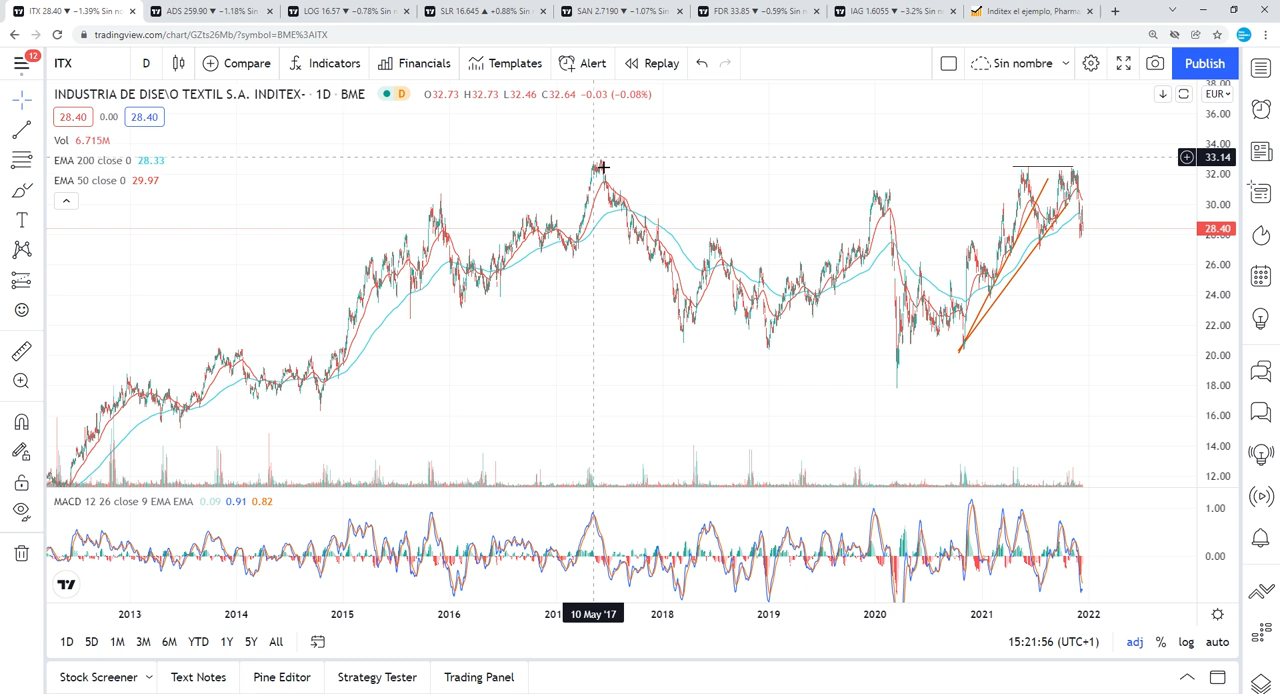 ITX 28.40 ▼ −1.39% Sin n
ADS 259.90 ▼ −1.18% Sin n
LOG 16.57 ▼ −0.78% Sin n
SLR 16.645 ▲ +0.88% Sin n
SAN 2.7190 ▼ −1.07% Sin n
FDR 33.85 ▼ −0.59% Sin n
IAG 1.6055 ▼ −3.2% Sin no
Inditex el ejemplo, Pharma
tradingview.com/chart/GZts26Mb/?symbol=BME%3AITX
12
ITX
D
Compare
Indicators
Financials
Templates
Alert
Replay
Sin nombre
Publish
INDUSTRIA DE DISE\O TEXTIL S.A. INDITEX- · 1D · BME
D
O32.73 H32.73 L32.46 C32.64 −0.03 (−0.08%)
EUR
28.40
0.00
28.40
Vol 6.715M
EMA 200 close 0 28.33
EMA 50 close 0 29.97
38.00
36.00
34.00
33.14
32.00
30.00
28.40
28.00
26.00
24.00
22.00
20.00
18.00
16.00
14.00
12.00
MACD 12 26 close 9 EMA EMA 0.09 0.91 0.82
1.00
0.00
2013
2014
2015
2016
201
10 May '17
2018
2019
2020
2021
2022
1D 5D 1M 3M 6M YTD 1Y 5Y All
15:21:56 (UTC+1)
adj % log auto
Stock Screener
Text Notes
Pine Editor
Strategy Tester
Trading Panel